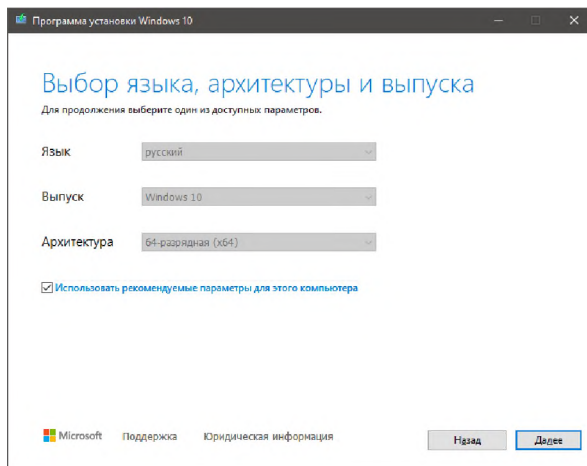 Программа установки Windows 10
Выбор языка, архитектуры и выпуска
Для продолжения выберите один из доступных параметров.
Язык русский
Выпуск Windows 10
Архитектура 64-разрядная (x64)
Использовать рекомендуемые параметры для этого компьютера
Microsoft Поддержка Юридическая информация Назад Далее